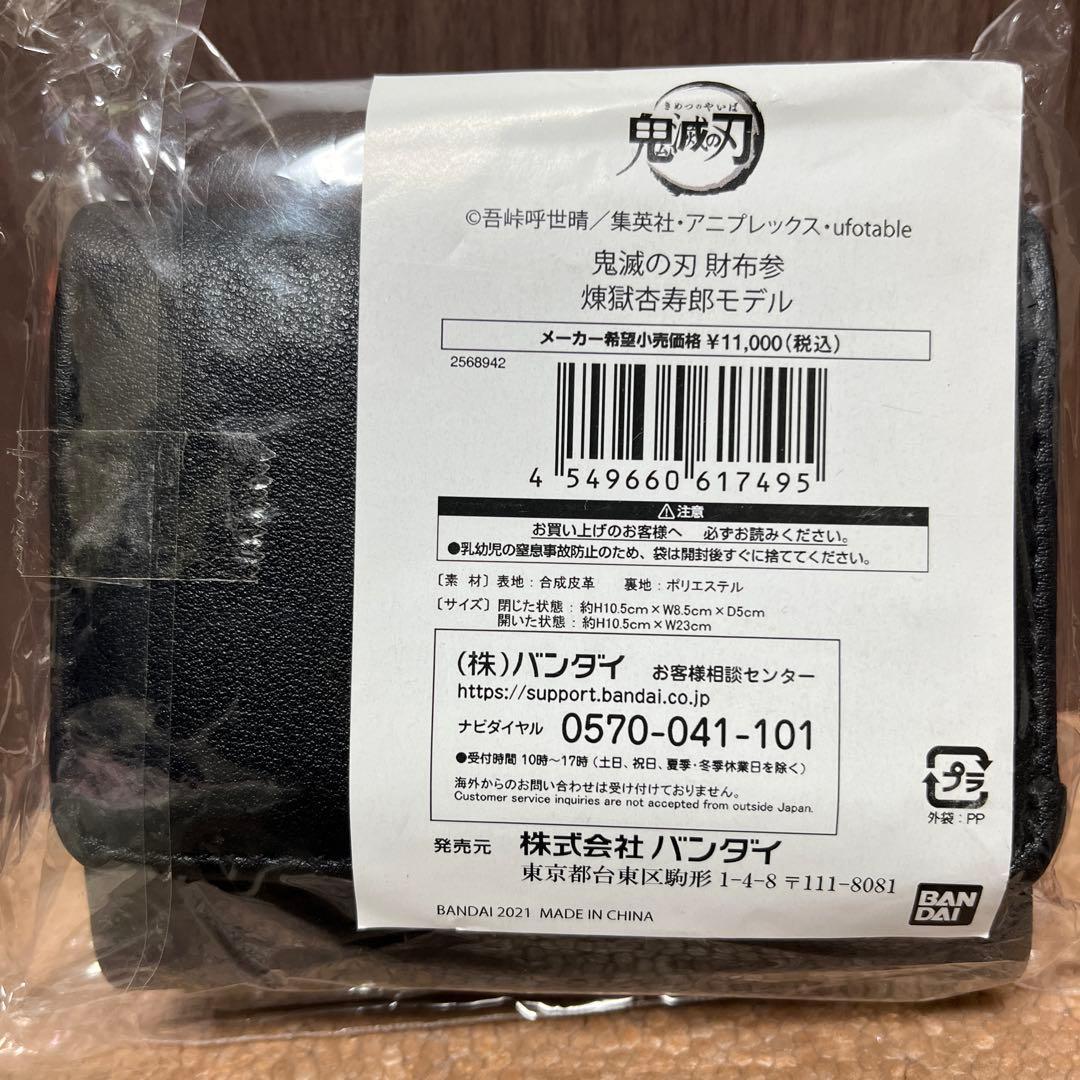 きめつのやいば
鬼滅の刃
©吾峠呼世晴／集英社・アニプレックス・ufotable
鬼滅の刃 財布参
煉獄杏寿郎モデル
メーカー希望小売価格 ¥11,000(税込)
2568942
4 549660 617495
⚠注意
お買い上げのお客様へ 必ずお読みください。
●乳幼児の窒息事故防止のため、袋は開封後すぐに捨ててください。
〔素 材〕表地：合成皮革 裏地：ポリエステル
〔サイズ〕閉じた状態：約H10.5cm×W8.5cm×D5cm
開いた状態：約H10.5cm×W23cm
(株)バンダイ お客様相談センター
https://support.bandai.co.jp
ナビダイヤル 0570-041-101
●受付時間 10時〜17時（土日、祝日、夏季・冬季休業日を除く）
海外からのお問い合わせは受け付けておりません。
Customer service inquiries are not accepted from outside Japan.
プラ
外袋：PP
発売元 株式会社 バンダイ
東京都台東区駒形 1-4-8 〒111-8081
BANDAI 2021 MADE IN CHINA
BAN
DAI